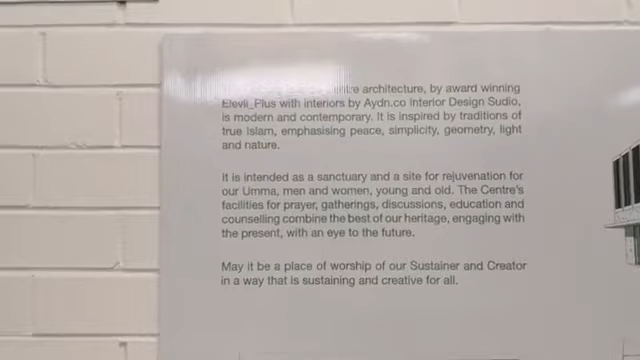 architecture, by award winning
Elevli_Plus with interiors by Aydn.co Interior Design Sudio,
is modern and contemporary. It is inspired by traditions of
true Islam, emphasising peace, simplicity, geometry, light
and nature.
It is intended as a sanctuary and a site for rejuvenation for
our Umma, men and women, young and old. The Centre's
facilities for prayer, gatherings, discussions, education and
counselling combine the best of our heritage, engaging with
the present, with an eye to the future.
May it be a place of worship of our Sustainer and Creator
in a way that is sustaining and creative for all.